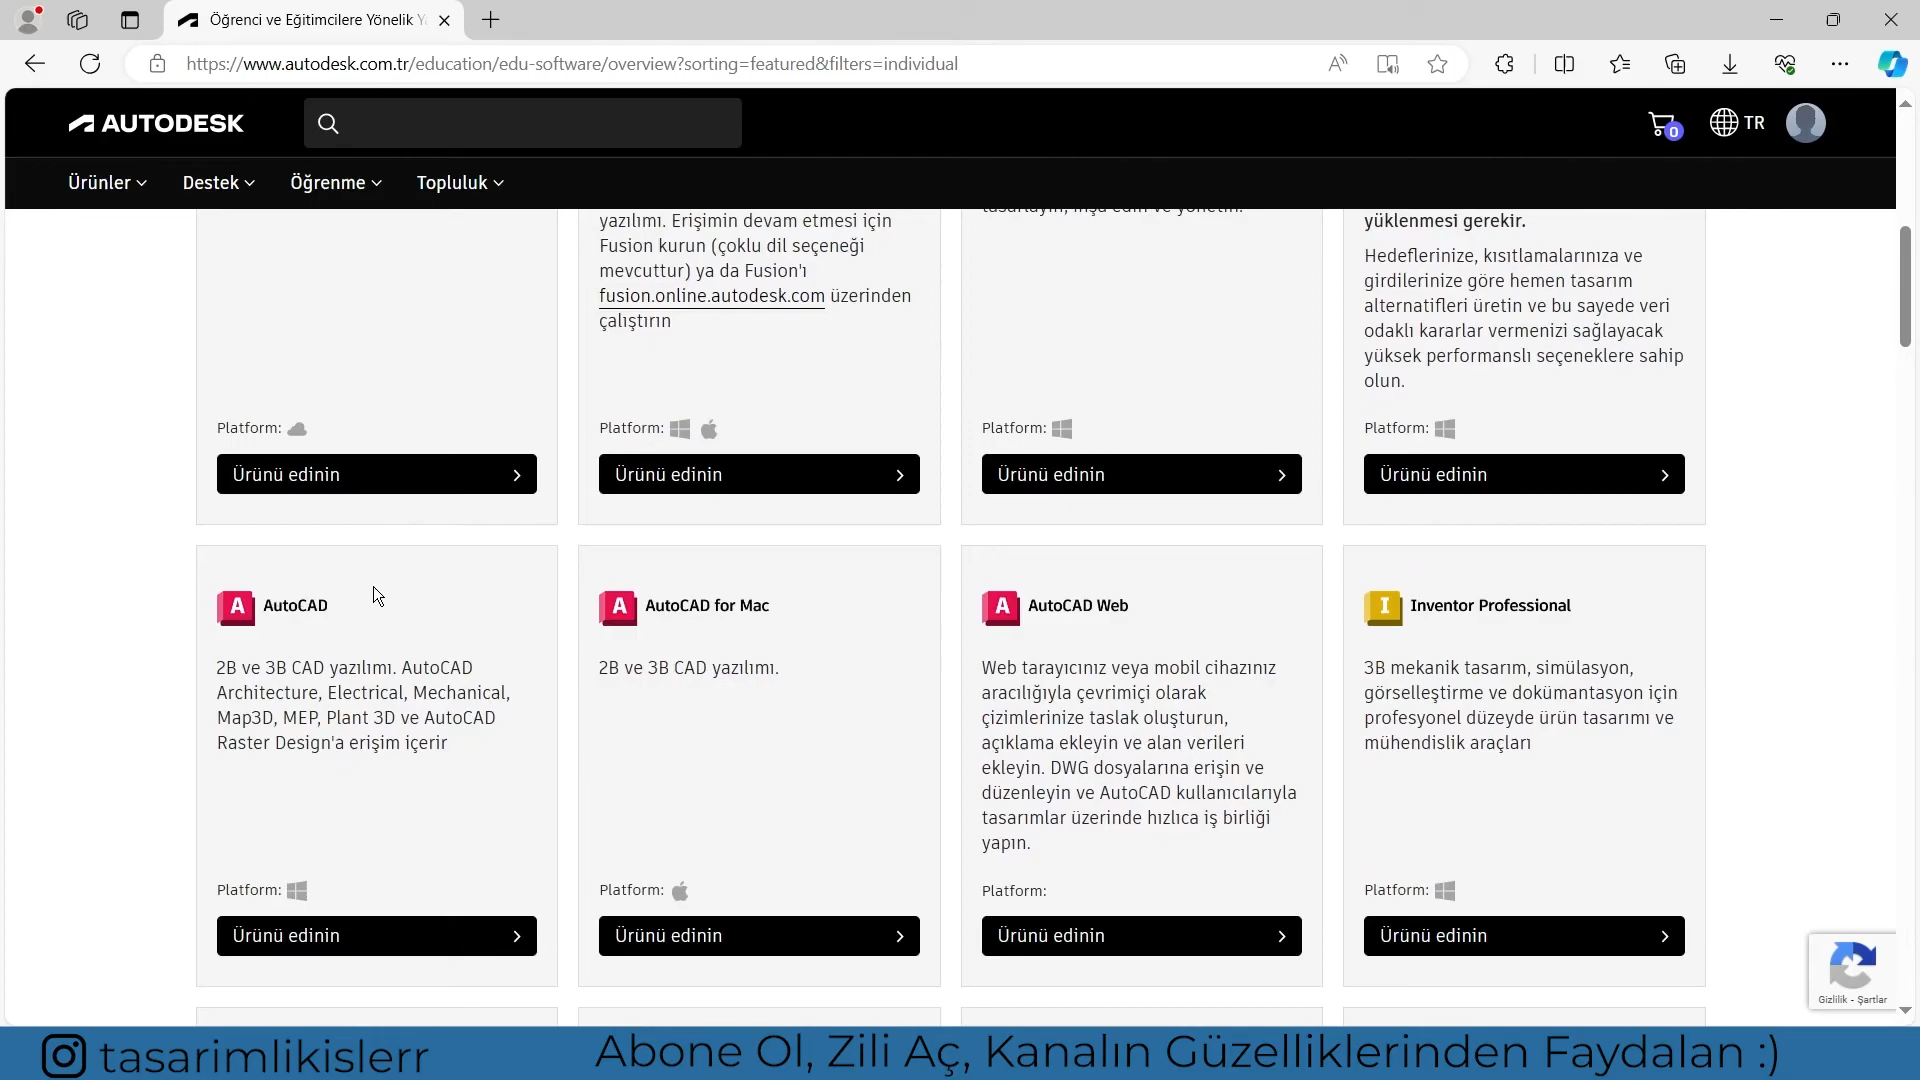 Öğrenci ve Eğitimcilere Yönelik
https://www.autodesk.com.tr/education/edu-software/overview?sorting=featured&filters=individual
AUTODESK
0
TR
Ürünler
Destek
Öğrenme
Topluluk
yazılımı. Erişimin devam etmesi için
Fusion kurun (çoklu dil seçeneği
mevcuttur) ya da Fusion'ı
fusion.online.autodesk.com üzerinden
çalıştırın
tasarlayın, inşa edin ve yönetin.
yüklenmesi gerekir.
Hedeflerinize, kısıtlamalarınıza ve
girdilerinize göre hemen tasarım
alternatifleri üretin ve bu sayede veri
odaklı kararlar vermenizi sağlayacak
yüksek performanslı seçeneklere sahip
olun.
Platform:
Platform:
Platform:
Platform:
Ürünü edinin
Ürünü edinin
Ürünü edinin
Ürünü edinin
A AutoCAD
2B ve 3B CAD yazılımı. AutoCAD
Architecture, Electrical, Mechanical,
Map3D, MEP, Plant 3D ve AutoCAD
Raster Design'a erişim içerir
Platform:
Ürünü edinin
A AutoCAD for Mac
2B ve 3B CAD yazılımı.
Platform:
Ürünü edinin
A AutoCAD Web
Web tarayıcınız veya mobil cihazınız
aracılığıyla çevrimiçi olarak
çizimlerinize taslak oluşturun,
açıklama ekleyin ve alan verileri
ekleyin. DWG dosyalarına erişin ve
düzenleyin ve AutoCAD kullanıcılarıyla
tasarımlar üzerinde hızlıca iş birliği
yapın.
Platform:
Ürünü edinin
I Inventor Professional
3B mekanik tasarım, simülasyon,
görselleştirme ve dokümantasyon için
profesyonel düzeyde ürün tasarımı ve
mühendislik araçları
Platform:
Ürünü edinin
Gizlilik - Şartlar
tasarimlikislerr
Abone Ol, Zili Aç, Kanalın Güzelliklerinden Faydalan :)